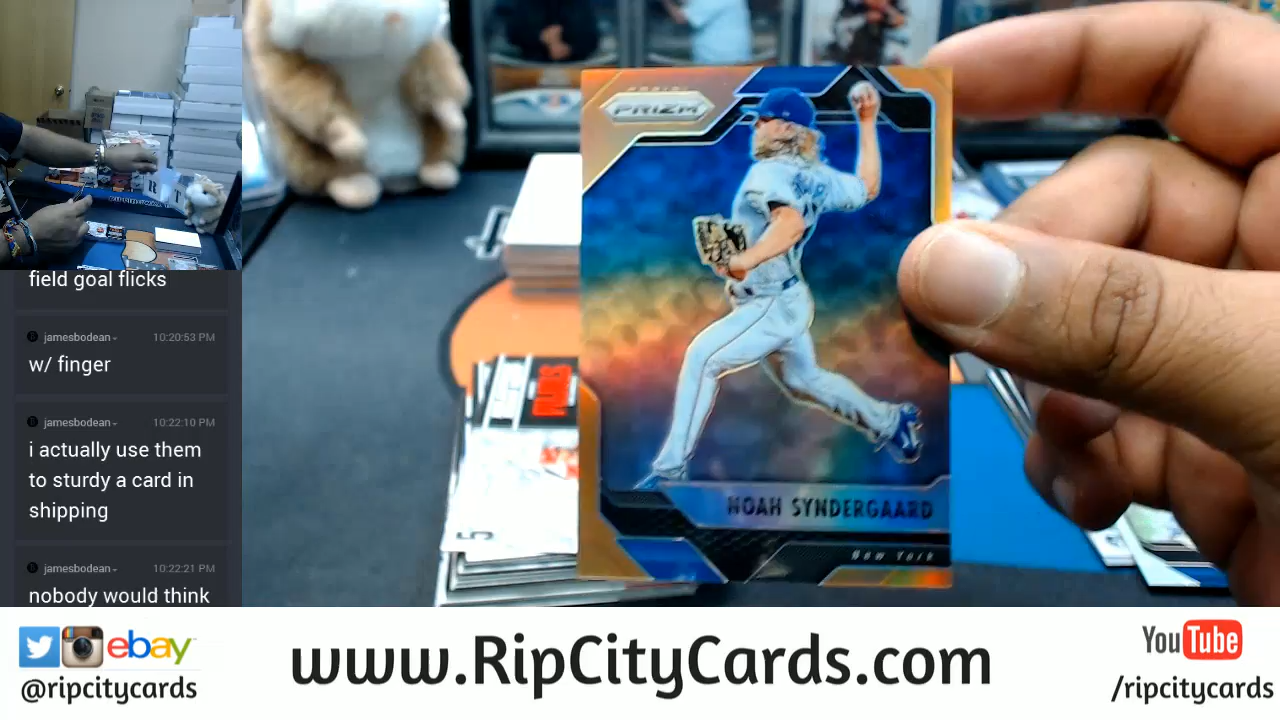 field goal flicks
jamesbodean
10:20:53 PM
w/ finger
jamesbodean
10:22:10 PM
i actually use them
to sturdy a card in
shipping
jamesbodean
10:22:21 PM
nobody would think
PANINI
PRIZM
NOAH SYNDERGAARD
New York
5
ebay
@ripcitycards
www.RipCityCards.com
YouTube
/ripcitycards